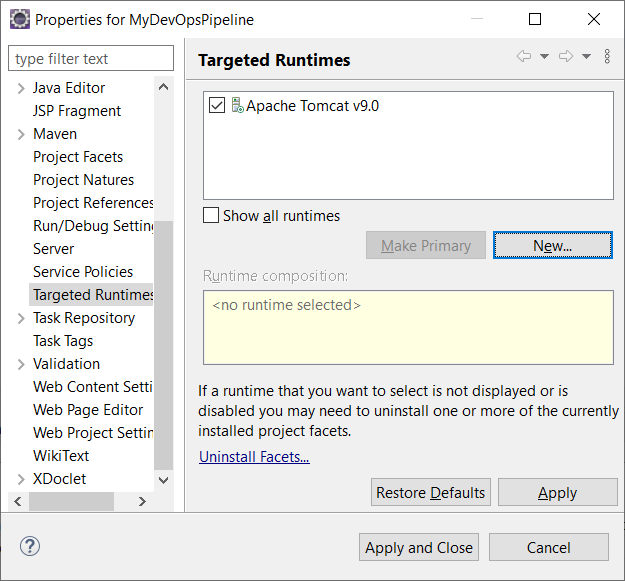 Properties for MyDevOpsPipeline
type filter text
Java Editor
JSP Fragment
Maven
Project Facets
Project Natures
Project References
Run/Debug Settin
Server
Service Policies
Targeted Runtimes
Task Repository
Task Tags
Validation
Web Content Setti
Web Page Editor
Web Project Settin
WikiText
XDoclet
Targeted Runtimes
Apache Tomcat v9.0
Show all runtimes
Make Primary
New...
Runtime composition:
<no runtime selected>
If a runtime that you want to select is not displayed or is
disabled you may need to uninstall one or more of the currently
installed project facets.
Uninstall Facets...
Restore Defaults
Apply
?
Apply and Close
Cancel